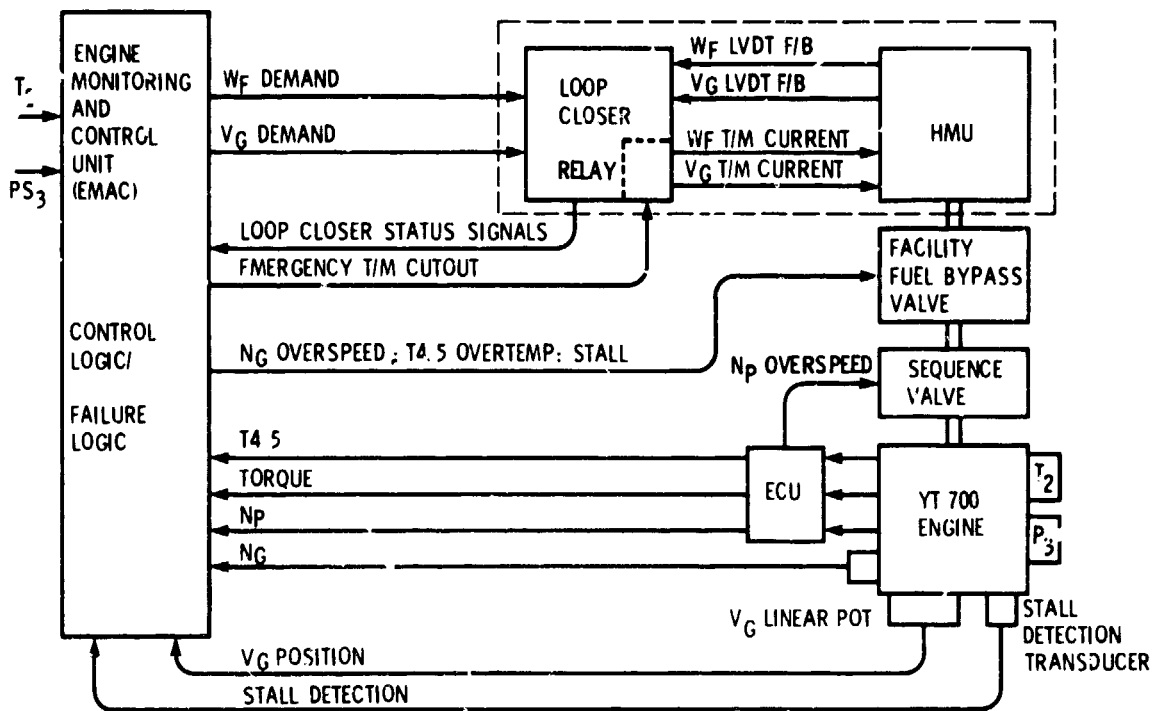 ENGINE
MONITORING
AND
CONTROL
UNIT
(EMAC)
PS3
CONTROL
LOGIC/
FAILURE
LOGIC
WF DEMAND
VG DEMAND
LOOP CLOSER STATUS SIGNALS
FMERGENCY T/M CUTOUT
NG OVERSPEED; T4.5 OVERTEMP: STALL
T4 5
TORQUE
NP
NG
VG POSITION
STALL DETECTION
LOOP
CLOSER
RELAY
WF LVDT F/B
VG LVDT F/B
WF T/M CURRENT
VG T/M CURRENT
HMU
FACILITY
FUEL BYPASS
VALVE
NP OVERSPEED
SEQUENCE
VALVE
ECU
YT 700
ENGINE
T2
P3
VG LINEAR POT
STALL
DETECTION
TRANSDUCER